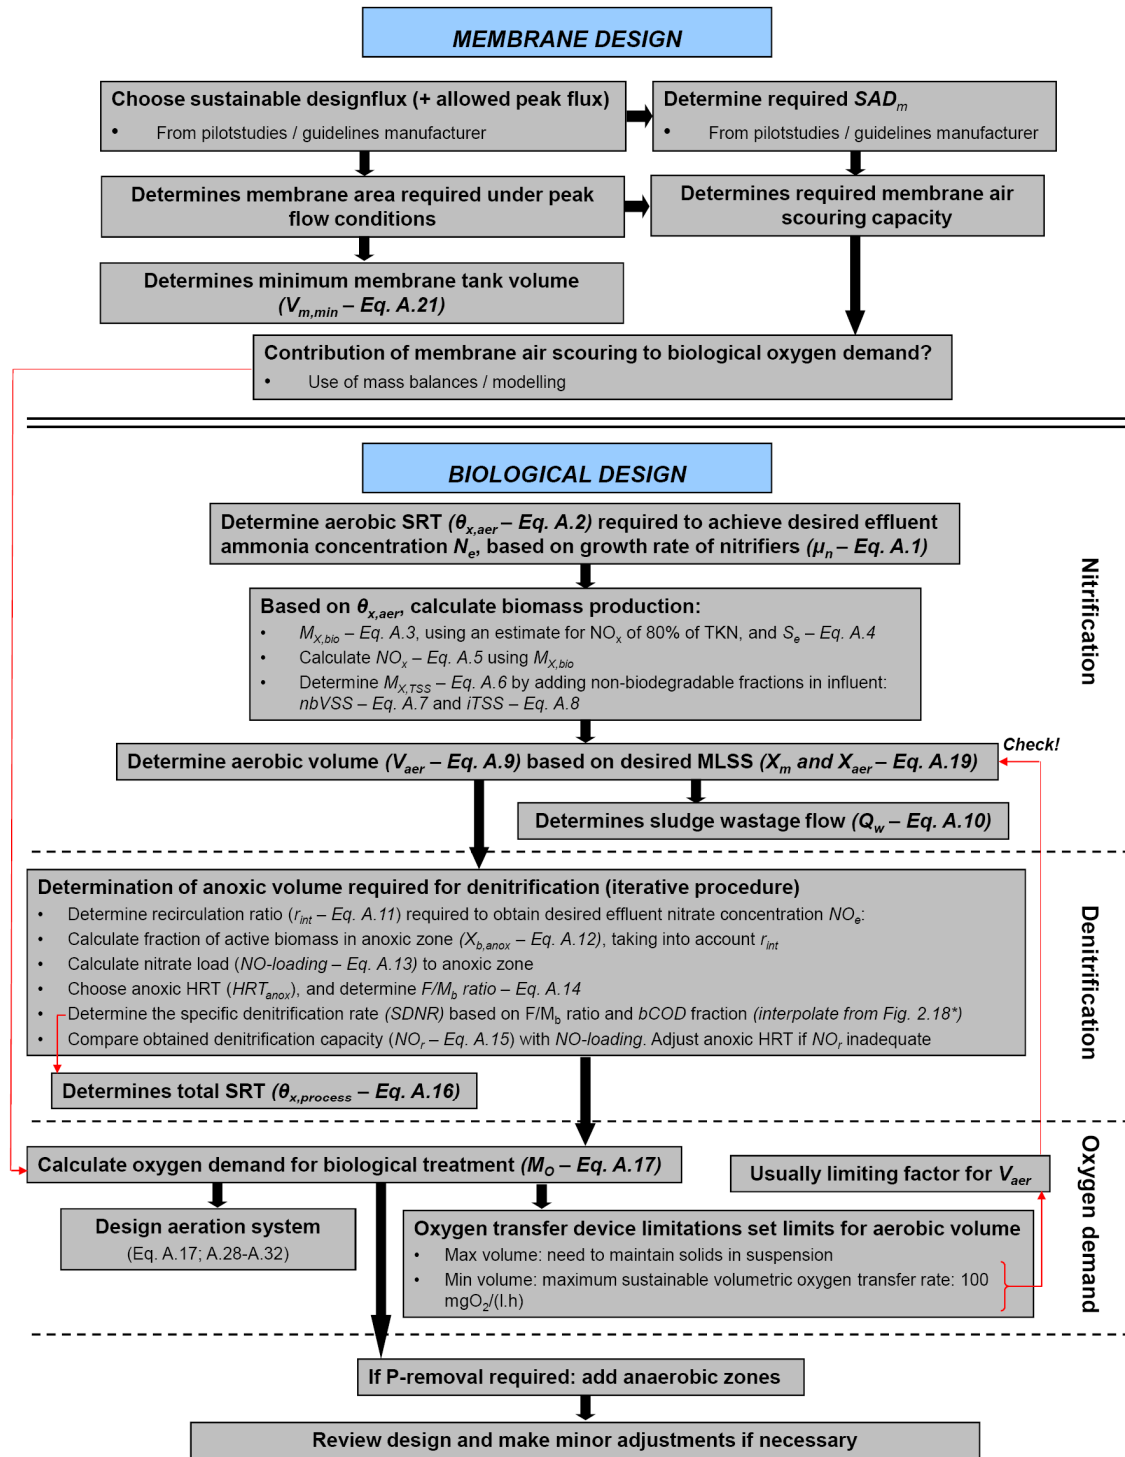 MEMBRANE DESIGN
Choose sustainable designflux (+ allowed peak flux)
• From pilotstudies / guidelines manufacturer
Determine required SADm
• From pilotstudies / guidelines manufacturer
Determines membrane area required under peak
flow conditions
Determines required membrane air
scouring capacity
Determines minimum membrane tank volume
(Vm,min – Eq. A.21)
Contribution of membrane air scouring to biological oxygen demand?
• Use of mass balances / modelling
BIOLOGICAL DESIGN
Determine aerobic SRT (θx,aer – Eq. A.2) required to achieve desired effluent
ammonia concentration Ne, based on growth rate of nitrifiers (μn – Eq. A.1)
Based on θx,aer, calculate biomass production:
• MX,bio – Eq. A.3, using an estimate for NOx of 80% of TKN, and Se – Eq. A.4
• Calculate NOx – Eq. A.5 using MX,bio
• Determine MX,TSS – Eq. A.6 by adding non-biodegradable fractions in influent:
nbVSS – Eq. A.7 and iTSS – Eq. A.8
Nitrification
Check!
Determine aerobic volume (Vaer – Eq. A.9) based on desired MLSS (Xm and Xaer – Eq. A.19)
Determines sludge wastage flow (Qw – Eq. A.10)
Determination of anoxic volume required for denitrification (iterative procedure)
• Determine recirculation ratio (rint – Eq. A.11) required to obtain desired effluent nitrate concentration NOe:
• Calculate fraction of active biomass in anoxic zone (Xb,anox – Eq. A.12), taking into account rint
• Calculate nitrate load (NO-loading – Eq. A.13) to anoxic zone
• Choose anoxic HRT (HRTanox), and determine F/Mb ratio – Eq. A.14
• Determine the specific denitrification rate (SDNR) based on F/Mb ratio and bCOD fraction (interpolate from Fig. 2.18*)
• Compare obtained denitrification capacity (NOr – Eq. A.15) with NO-loading. Adjust anoxic HRT if NOr inadequate
Denitrification
Determines total SRT (θx,process – Eq. A.16)
Calculate oxygen demand for biological treatment (MO – Eq. A.17)
Usually limiting factor for Vaer
Design aeration system
(Eq. A.17; A.28-A.32)
Oxygen transfer device limitations set limits for aerobic volume
• Max volume: need to maintain solids in suspension
• Min volume: maximum sustainable volumetric oxygen transfer rate: 100
mgO2/(l.h)
Oxygen demand
If P-removal required: add anaerobic zones
Review design and make minor adjustments if necessary